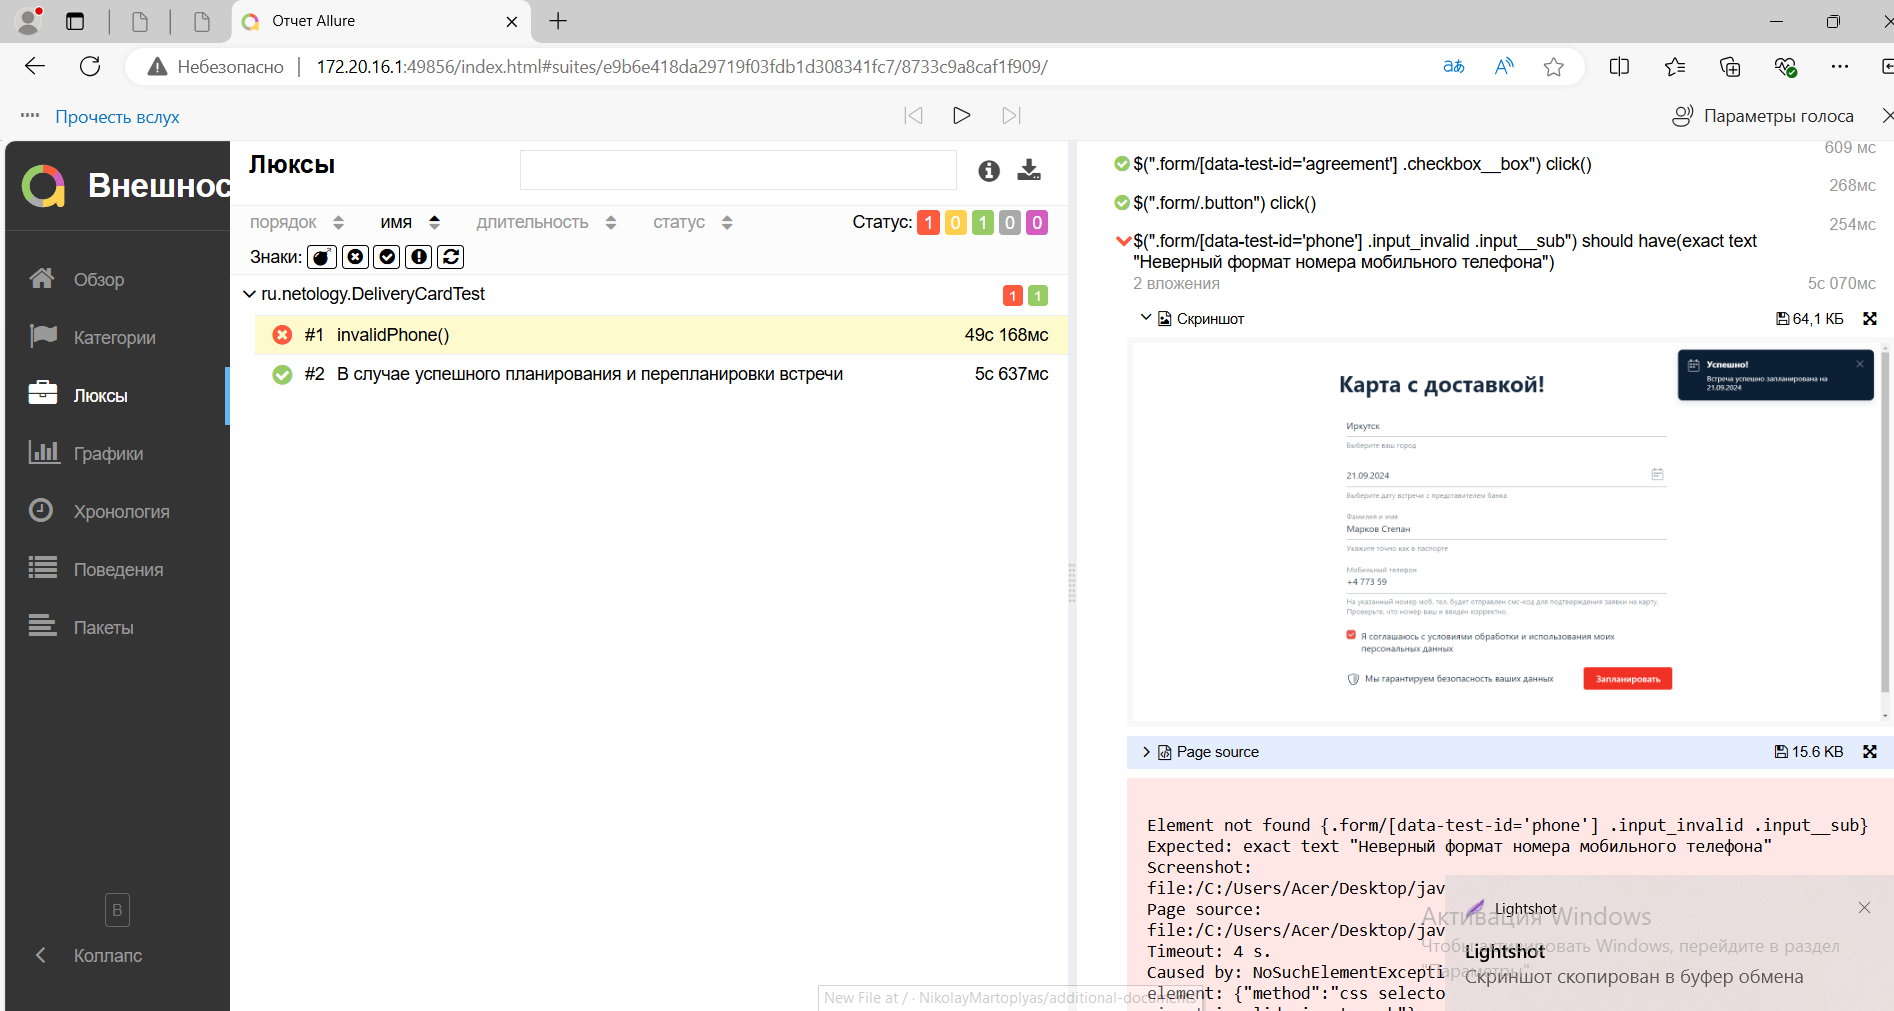 Отчет Allure
Небезопасно
172.20.16.1:49856/index.html#suites/e9b6e418da29719f03fdb1d308341fc7/8733c9a8caf1f909/
Прочесть вслух
Параметры голоса
Внешнос
Обзор
Категории
Люксы
Графики
Хронология
Поведения
Пакеты
B
Коллапс
Люксы
порядок имя длительность статус Статус: 1 0 1 0 0
Знаки:
ru.netology.DeliveryCardTest 1 1
#1 invalidPhone() 49с 168мс
#2 В случае успешного планирования и перепланировки встречи 5с 637мс
609 мс
$(".form/[data-test-id='agreement'] .checkbox__box") click()
268мс
$(".form/.button") click()
254мс
$(".form/[data-test-id='phone'] .input_invalid .input__sub") should have(exact text
"Неверный формат номера мобильного телефона")
2 вложения 5с 070мс
Скриншот 64,1 КБ
Карта с доставкой!
Успешно!
Встреча успешно запланирована на
21.09.2024
Иркутск
Выберите ваш город
21.09.2024
Выберите дату встречи с представителем банка
Фамилия и имя
Марков Степан
Укажите точно как в паспорте
Мобильный телефон
+4 773 59
На указанный номер моб. тел. будет отправлен смс-код для подтверждения заявки на карту.
Проверьте, что номер ваш и введен корректно.
Я соглашаюсь с условиями обработки и использования моих
персональных данных
Мы гарантируем безопасность ваших данных
Запланировать
Page source 15.6 KB
Element not found {.form/[data-test-id='phone'] .input_invalid .input__sub}
Expected: exact text "Неверный формат номера мобильного телефона"
Screenshot:
file:/C:/Users/Acer/Desktop/jav
Page source:
file:/C:/Users/Acer/Desktop/jav
Timeout: 4 s.
Caused by: NoSuchElementExcepti
element: {"method":"css selecto
Активация Windows
Чтобы активировать Windows, перейдите в раздел
"Параметры".
Lightshot
Lightshot
Скриншот скопирован в буфер обмена
New File at / · NikolayMartoplyas/additional-documents